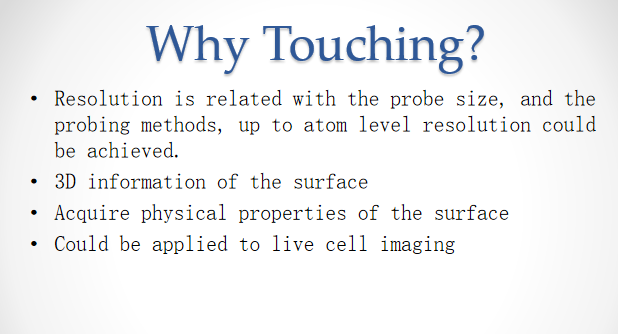 Why Touching?
• Resolution is related with the probe size, and the
probing methods, up to atom level resolution could
be achieved.
• 3D information of the surface
• Acquire physical properties of the surface
• Could be applied to live cell imaging